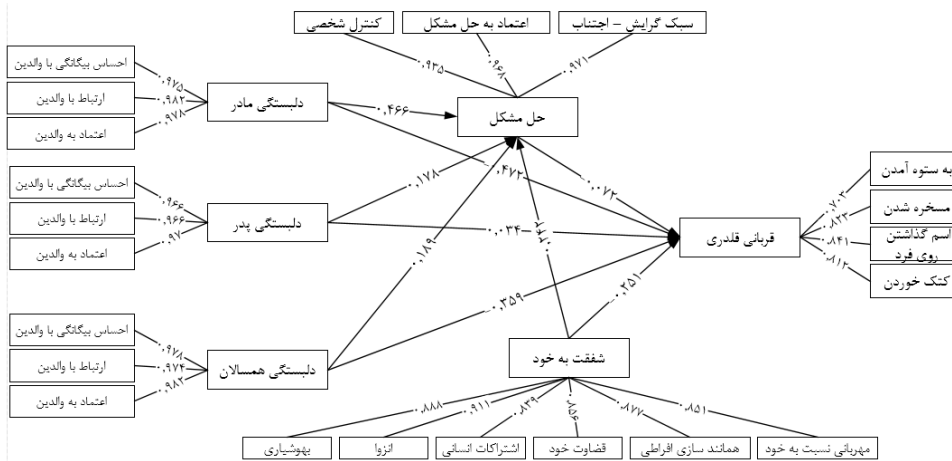 کنترل شخصی
اعتماد به حل مشکل
سبک گرایش – اجتناب
۰٫۹۳۵
۰٫۹۶۸
۰٫۹۷۱
حل مشکل
احساس بیگانگی با والدین
ارتباط با والدین
اعتماد به والدین
۰٫۹۷۵
۰٫۹۸۲
۰٫۹۷۸
دلبستگی مادر
۰٫۴۶۶
-۰٫۴۷۲
-۰٫۰۷۲
احساس بیگانگی با والدین
ارتباط با والدین
اعتماد به والدین
۰٫۹۶۶
۰٫۹۶۶
۰٫۹۷
دلبستگی پدر
۰٫۱۷۸
۰٫۰۳۴
قربانی قلدری
۰٫۷۰۳
۰٫۸۲۳
۰٫۸۴۱
۰٫۸۱۲
به ستوه آمدن
مسخره شدن
اسم گذاشتن
روی فرد
کتک خوردن
احساس بیگانگی با والدین
ارتباط با والدین
اعتماد به والدین
۰٫۹۷۸
۰٫۹۷۴
۰٫۹۸۲
دلبستگی همسالان
۰٫۱۸۹
-۰٫۳۵۹
-۰٫۲۵۱
شفقت به خود
۰٫۸۸۸
۰٫۹۱۱
۰٫۸۳۹
۰٫۸۵۶
۰٫۸۷۷
۰٫۸۵۱
بهوشیاری
انزوا
اشتراکات انسانی
قضاوت خود
همانند سازی افراطی
مهربانی نسبت به خود